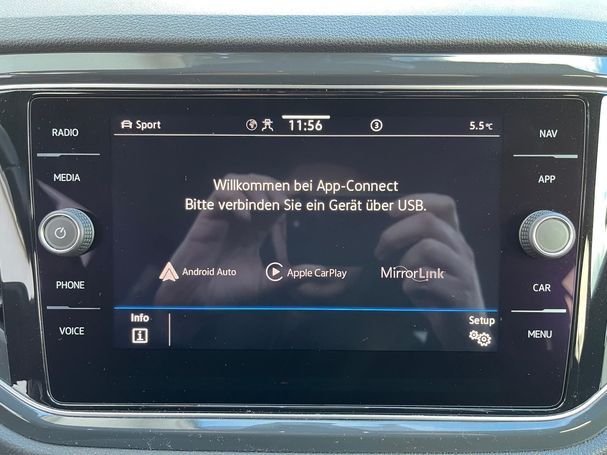 RADIO
MEDIA
PHONE
VOICE
Sport
11:56
3
5.5°C
Willkommen bei App-Connect
Bitte verbinden Sie ein Gerät über USB.
Android Auto
Apple CarPlay
MirrorLink
Info
i
Setup
NAV
APP
CAR
MENU